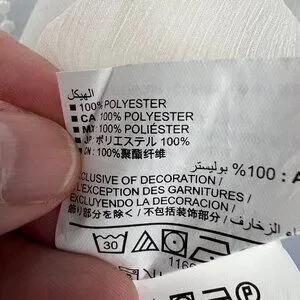 الهيكل
■ 100% POLYESTER
■ CA: 100% POLYESTER
■ MX: 100% POLIÉSTER
■ JP: ポリエステル 100%
■ CN: 100%聚酯纤维
100% بوليستر : A
EXCLUSIVE OF DECORATION /
L'EXCEPTION DES GARNITURES /
EXCLUYENDO LA DECORACION /
飾り部分を除く / 不包括装饰部分 /
الزخارف
30